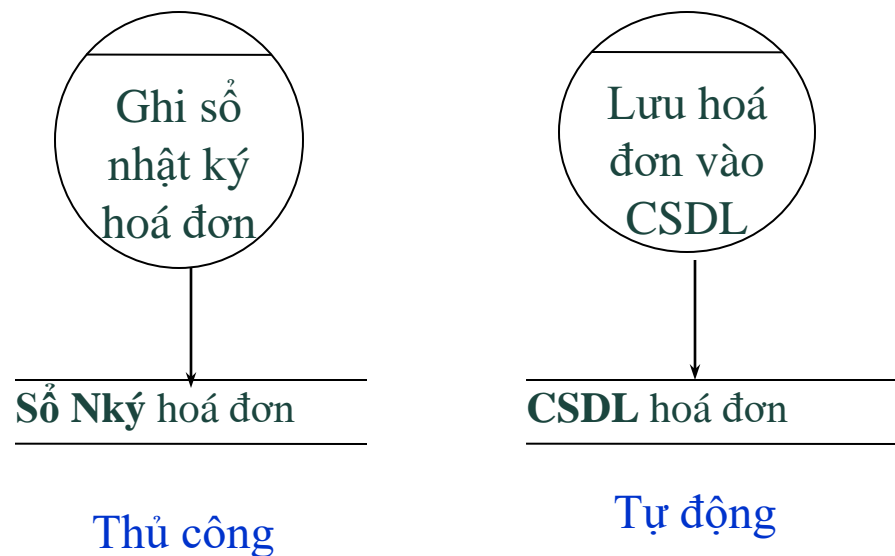 Ghi sổ
nhật ký
hoá đơn
Sổ Nký hoá đơn
Thủ công
Lưu hoá
đơn vào
CSDL
CSDL hoá đơn
Tự động